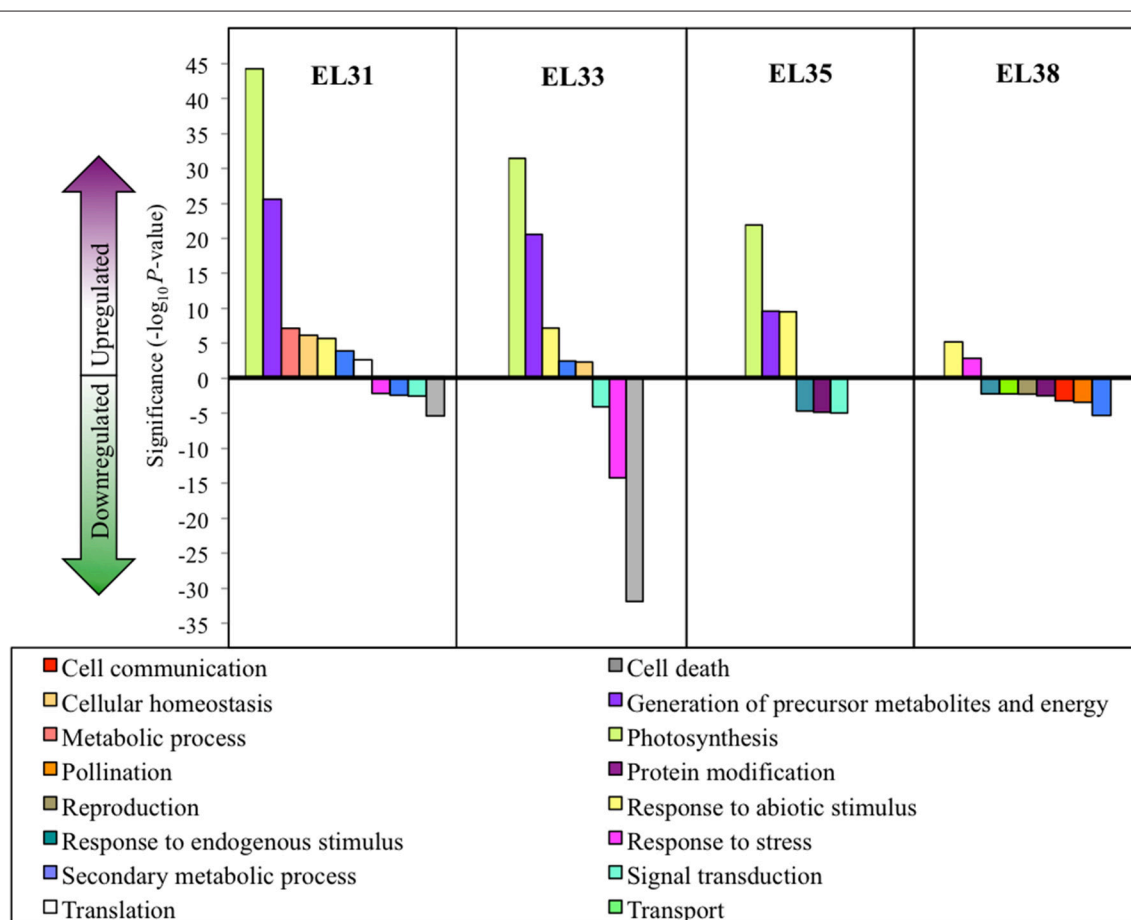 EL31 EL33 EL35 EL38
45
40
35
30
25
20
15
10
5
0
-5
-10
-15
-20
-25
-30
-35
Significance (-log10 P-value)
Upregulated
Downregulated
Cell communication Cell death
Cellular homeostasis Generation of precursor metabolites and energy
Metabolic process Photosynthesis
Pollination Protein modification
Reproduction Response to abiotic stimulus
Response to endogenous stimulus Response to stress
Secondary metabolic process Signal transduction
Translation Transport